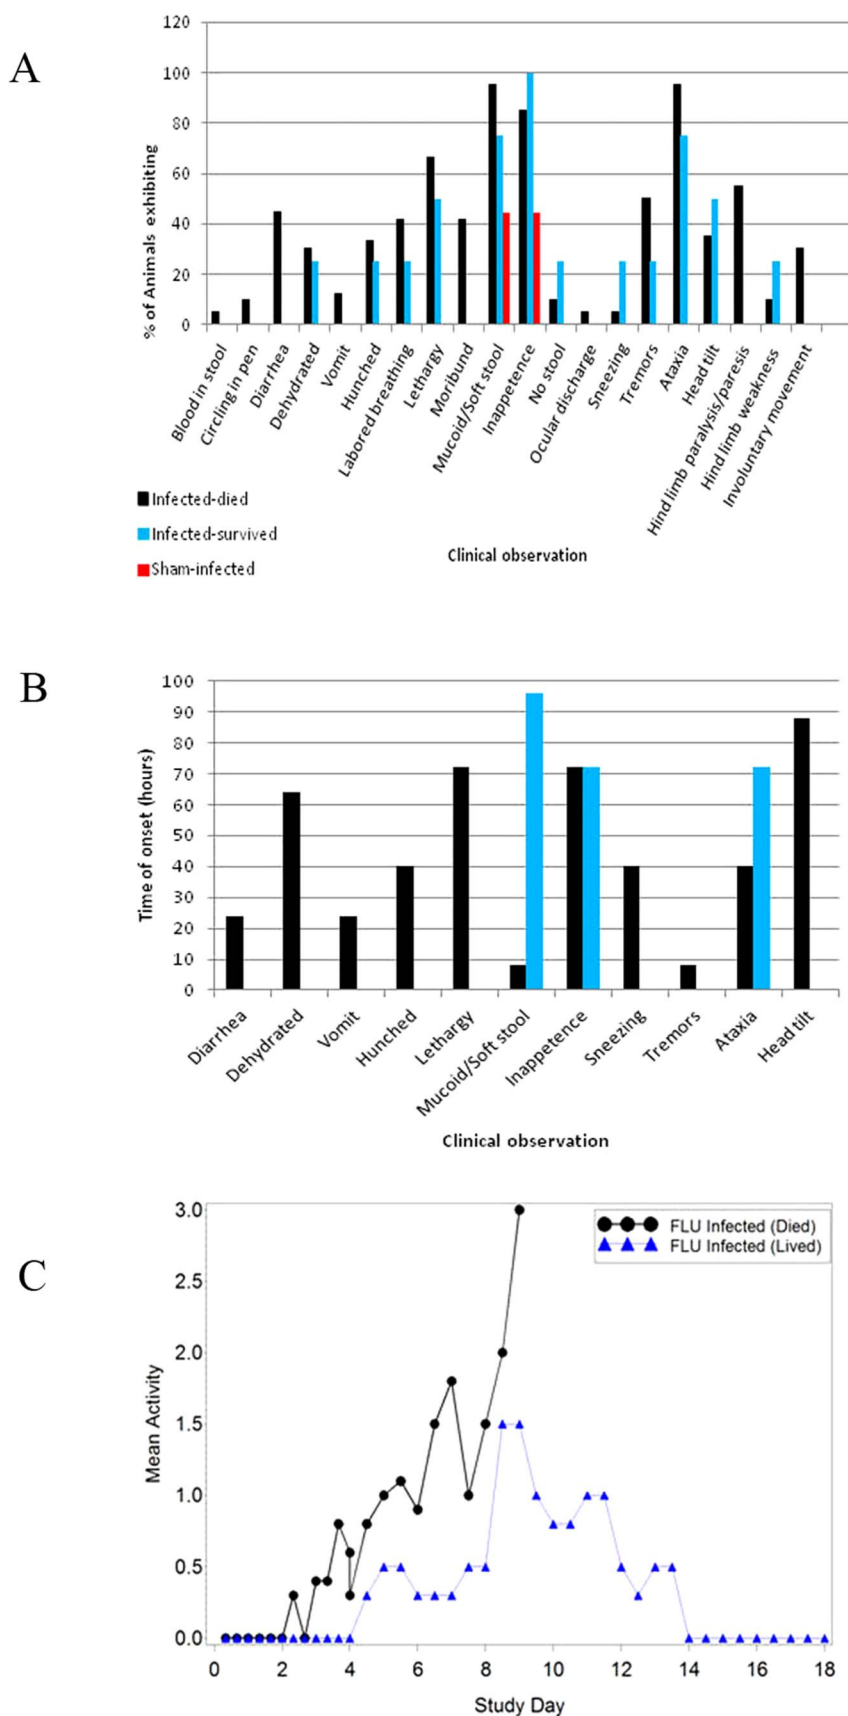 A
120
100
80
60
40
20
0
% of Animals exhibiting
Blood in stool
Circling in pen
Diarrhea
Dehydrated
Vomit
Hunched
Labored breathing
Lethargy
Moribund
Mucoid/Soft stool
Inappetence
No stool
Ocular discharge
Sneezing
Tremors
Ataxia
Head tilt
Hind limb paralysis/paresis
Hind limb weakness
Involuntary movement
Infected-died
Infected-survived
Sham-infected
Clinical observation
B
100
90
80
70
60
50
40
30
20
10
0
Time of onset (hours)
Diarrhea
Dehydrated
Vomit
Hunched
Lethargy
Mucoid/Soft stool
Inappetence
Sneezing
Tremors
Ataxia
Head tilt
Clinical observation
C
3.0
2.5
2.0
1.5
1.0
0.5
0.0
Mean Activity
FLU Infected (Died)
FLU Infected (Lived)
0 2 4 6 8 10 12 14 16 18
Study Day